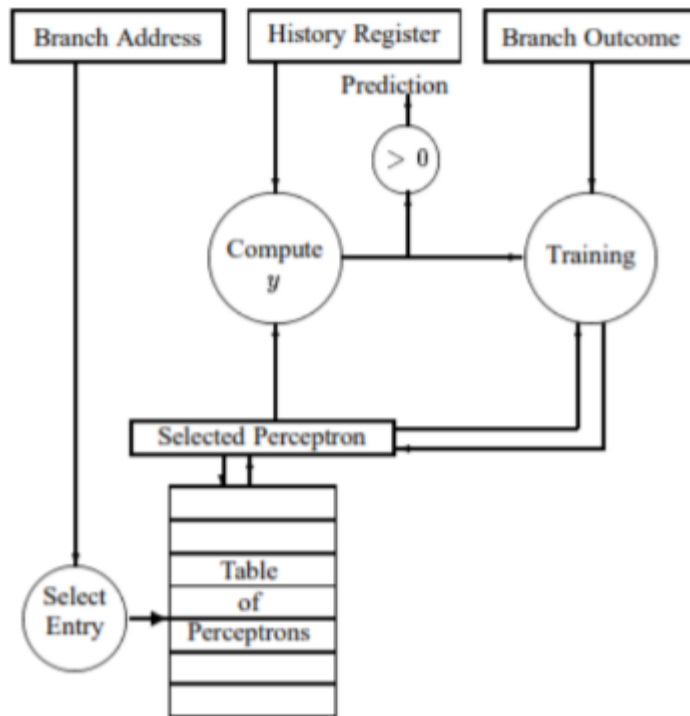 Branch Address
History Register
Branch Outcome
Prediction
> 0
Compute
y
Training
Selected Perceptron
Table
of
Perceptrons
Select
Entry